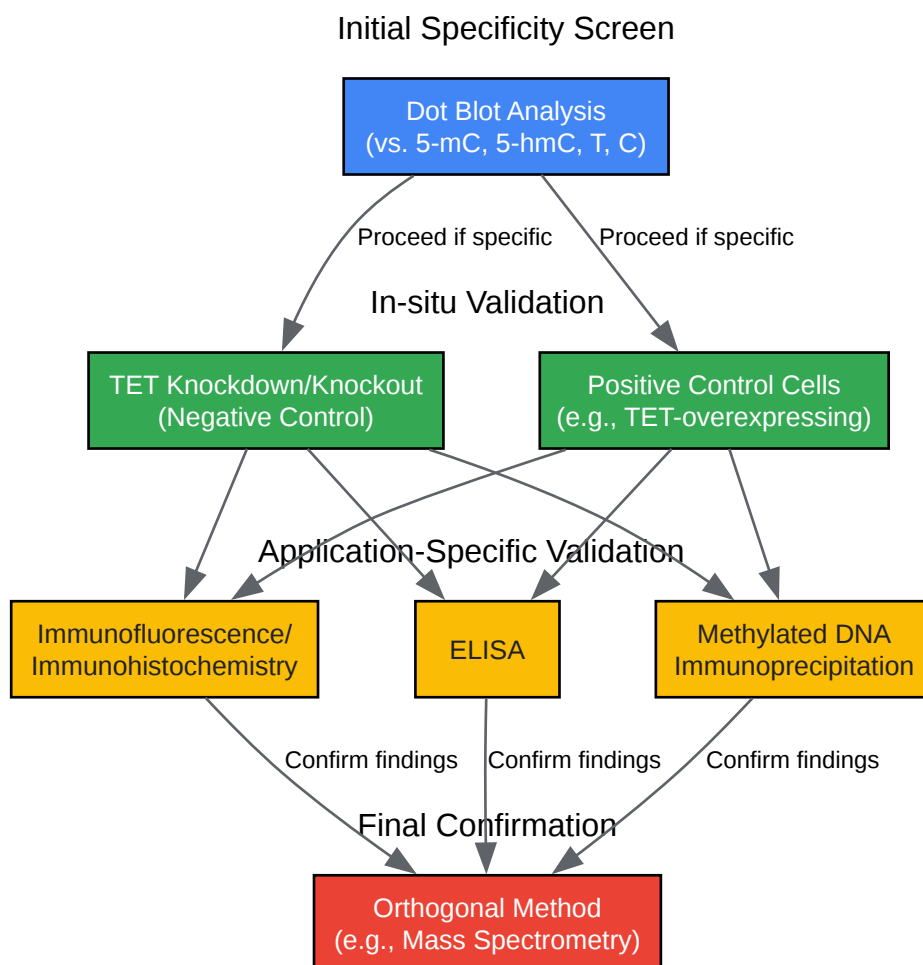 Initial Specificity Screen
Dot Blot Analysis
(vs. 5-mC, 5-hmC, T, C)
Proceed if specific
Proceed if specific
In-situ Validation
TET Knockdown/Knockout
(Negative Control)
Positive Control Cells
(e.g., TET-overexpressing)
Application-Specific Validation
Immunofluorescence/
Immunohistochemistry
ELISA
Methylated DNA
Immunoprecipitation
Confirm findings
Confirm findings
Confirm findings
Final Confirmation
Orthogonal Method
(e.g., Mass Spectrometry)